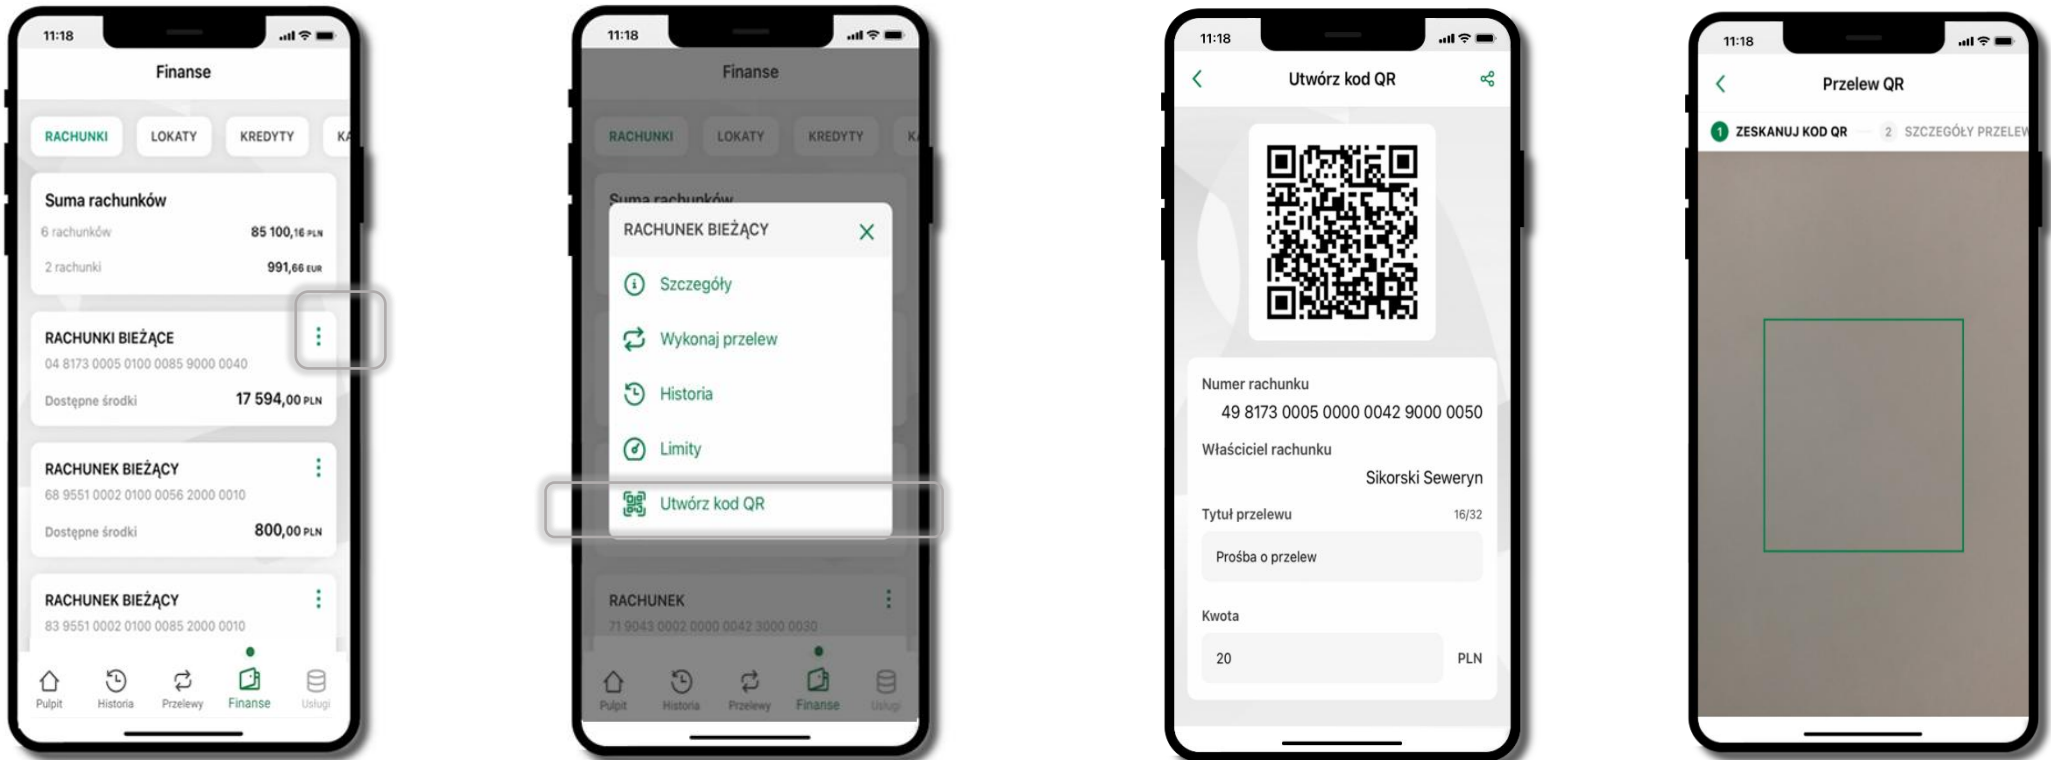 11:18
Finanse
RACHUNKI LOKATY KREDYTY KA
Suma rachunków
6 rachunków 85 100,16 PLN
2 rachunki 991,66 EUR
RACHUNKI BIEŻĄCE
04 8173 0005 0100 0085 9000 0040
Dostępne środki 17 594,00 PLN
RACHUNEK BIEŻĄCY
68 9551 0002 0100 0056 2000 0010
Dostępne środki 800,00 PLN
RACHUNEK BIEŻĄCY
83 9551 0002 0100 0085 2000 0010
Pulpit Historia Przelewy Finanse Usługi
11:18
Finanse
RACHUNKI LOKATY KREDYTY KA
Suma rachunków
RACHUNEK BIEŻĄCY
Szczegóły
Wykonaj przelew
Historia
Limity
Utwórz kod QR
RACHUNEK
71 9043 0002 0000 0042 3000 0030
Pulpit Historia Przelewy Finanse Usługi
11:18
Utwórz kod QR
Numer rachunku
49 8173 0005 0000 0042 9000 0050
Właściciel rachunku
Sikorski Seweryn
Tytuł przelewu 16/32
Prośba o przelew
Kwota
20 PLN
11:18
Przelew QR
1 ZESKANUJ KOD QR 2 SZCZEGÓŁY PRZELEW